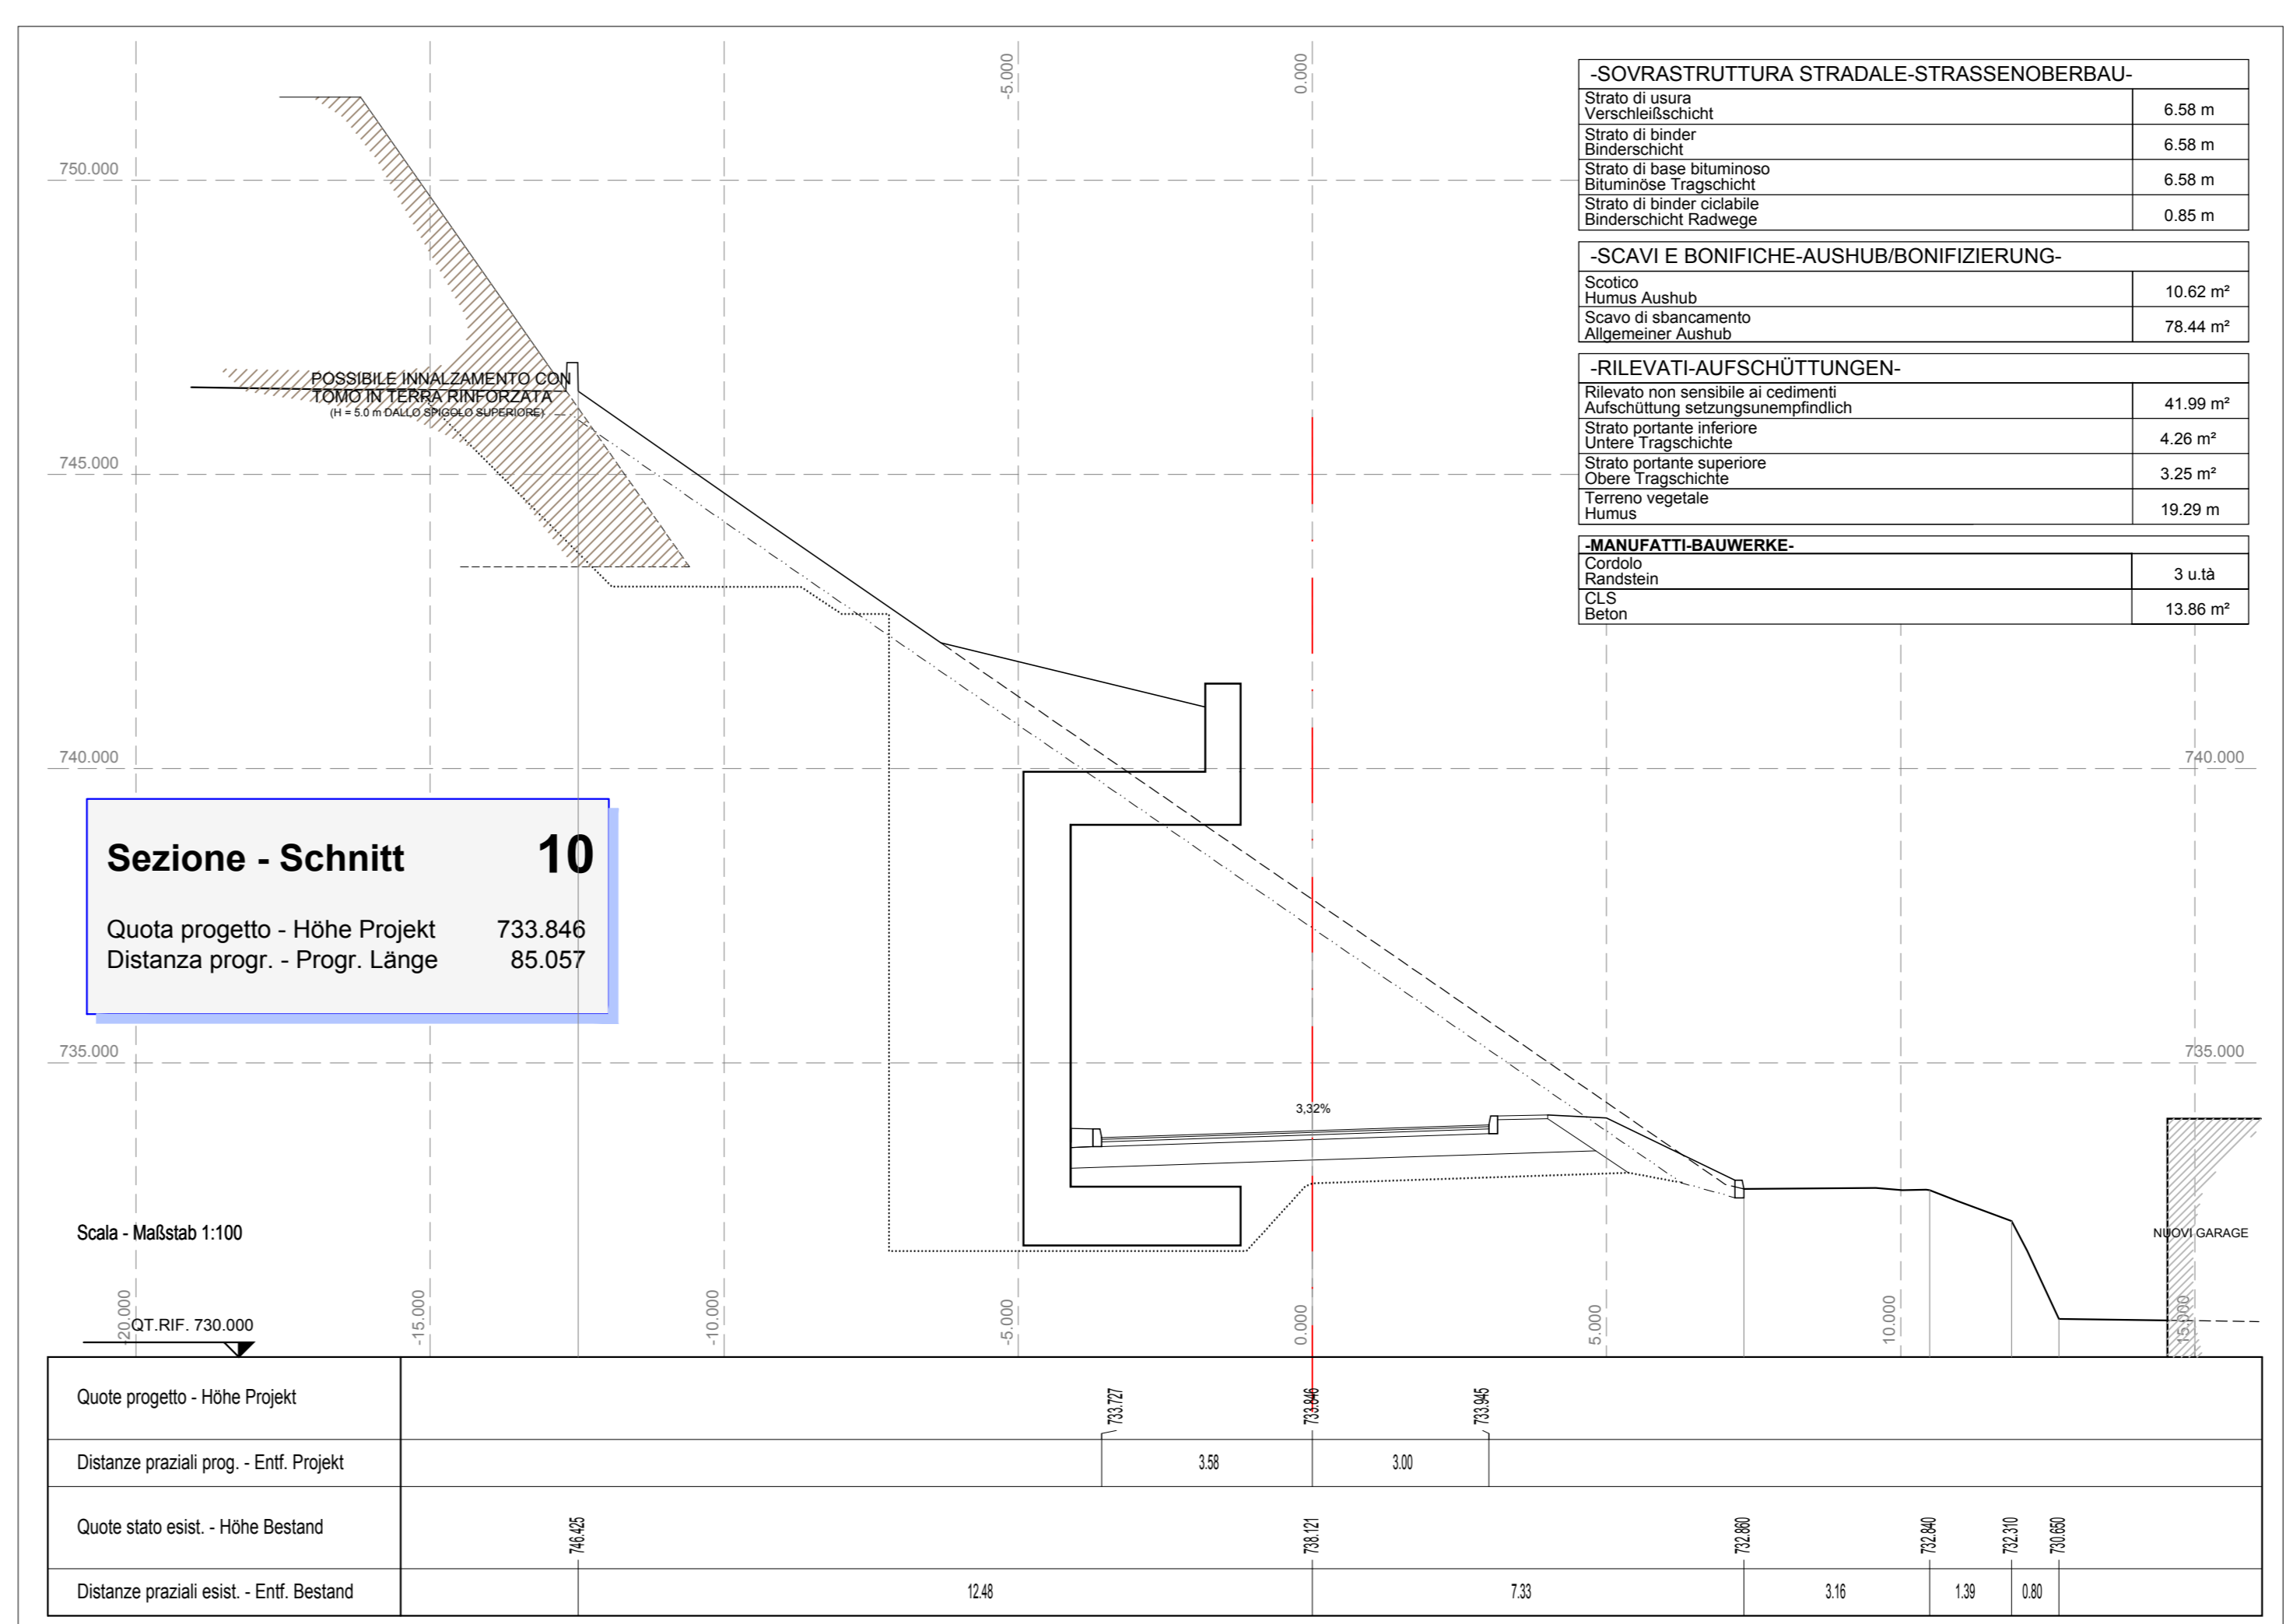 -5.000
0.000
-SOVRASTRUTTURA STRADALE-STRASSENOBERBAU-
Strato di usura
Verschleißschicht
6.58 m
Strato di binder
Binderschicht
6.58 m
Strato di base bituminoso
Bituminöse Tragschicht
6.58 m
Strato di binder ciclabile
Binderschicht Radwege
0.85 m
-SCAVI E BONIFICHE-AUSHUB/BONIFIZIERUNG-
Scotico
Humus Aushub
10.62 m²
Scavo di sbancamento
Allgemeiner Aushub
78.44 m²
-RILEVATI-AUFSCHÜTTUNGEN-
Rilevato non sensibile ai cedimenti
Aufschüttung setzungsunempfindlich
41.99 m²
Strato portante inferiore
Untere Tragschichte
4.26 m²
Strato portante superiore
Obere Tragschichte
3.25 m²
Terreno vegetale
Humus
19.29 m
-MANUFATTI-BAUWERKE-
Cordolo
Randstein
3 u.tà
CLS
Beton
13.86 m²
750.000
POSSIBILE INNALZAMENTO CON
TOMO IN TERRA RINFORZATA
(H = 5.0 m DALLO SPIGOLO SUPERIORE)
745.000
740.000
740.000
Sezione - Schnitt 10
Quota progetto - Höhe Projekt 733.846
Distanza progr. - Progr. Länge 85.057
735.000
735.000
3,32%
Scala - Maßstab 1:100
NUOVI GARAGE
-20.000
-15.000
-10.000
-5.000
0.000
5.000
10.000
15.000
QT.RIF. 730.000
Quote progetto - Höhe Projekt
733.727
733.846
733.945
Distanze praziali prog. - Entf. Projekt
3.58
3.00
Quote stato esist. - Höhe Bestand
746.425
738.121
732.860
732.840
732.310
730.650
Distanze praziali esist. - Entf. Bestand
12.48
7.33
3.16
1.39
0.80